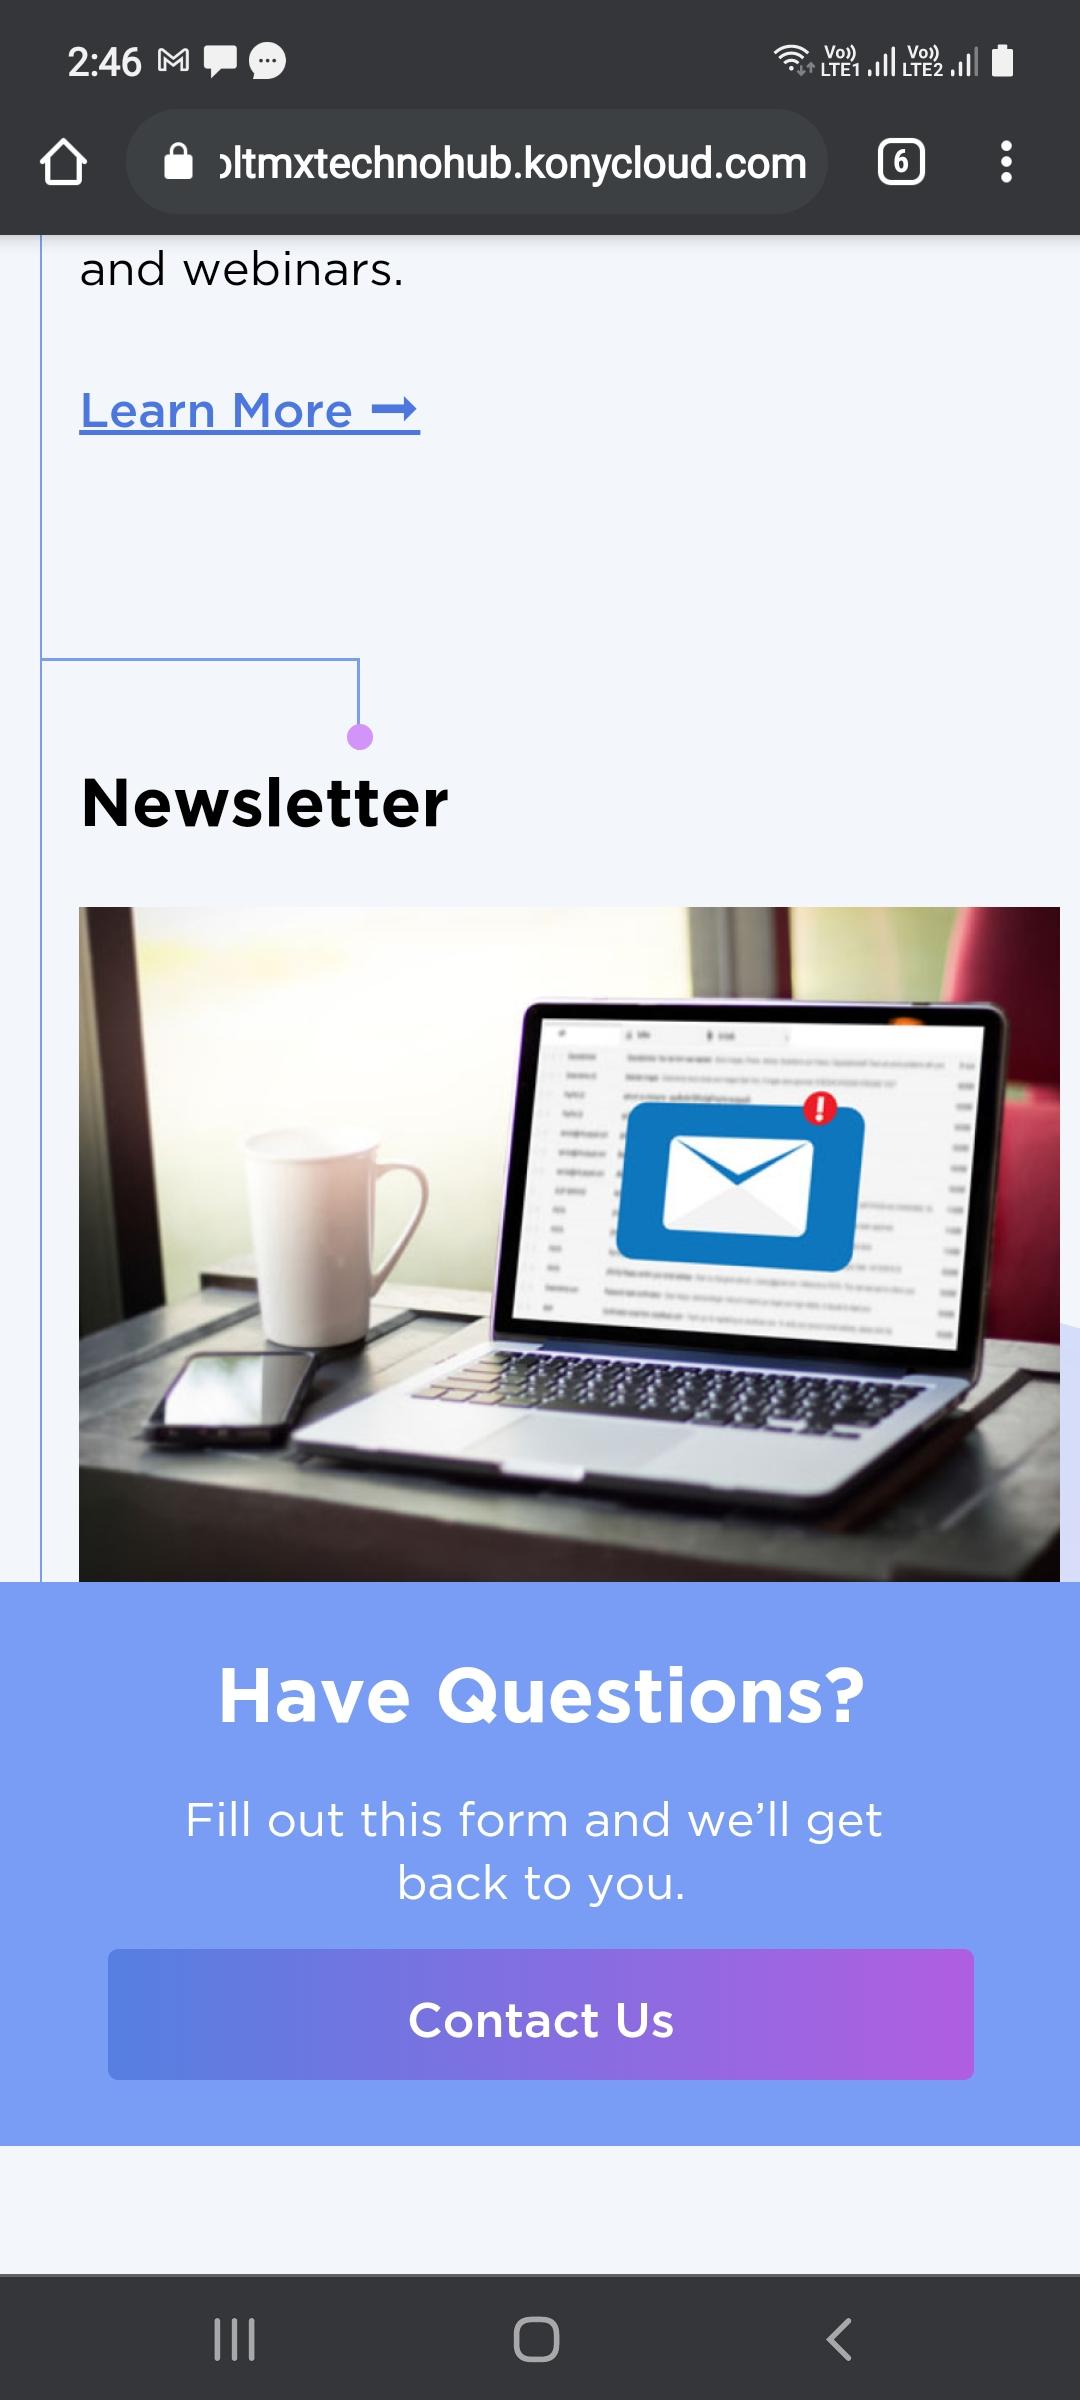 2:46
Vo)) LTE1 Vo)) LTE2
oltmxtechnohub.konycloud.com
6
and webinars.
Learn More ➞
Newsletter
Have Questions?
Fill out this form and we’ll get
back to you.
Contact Us